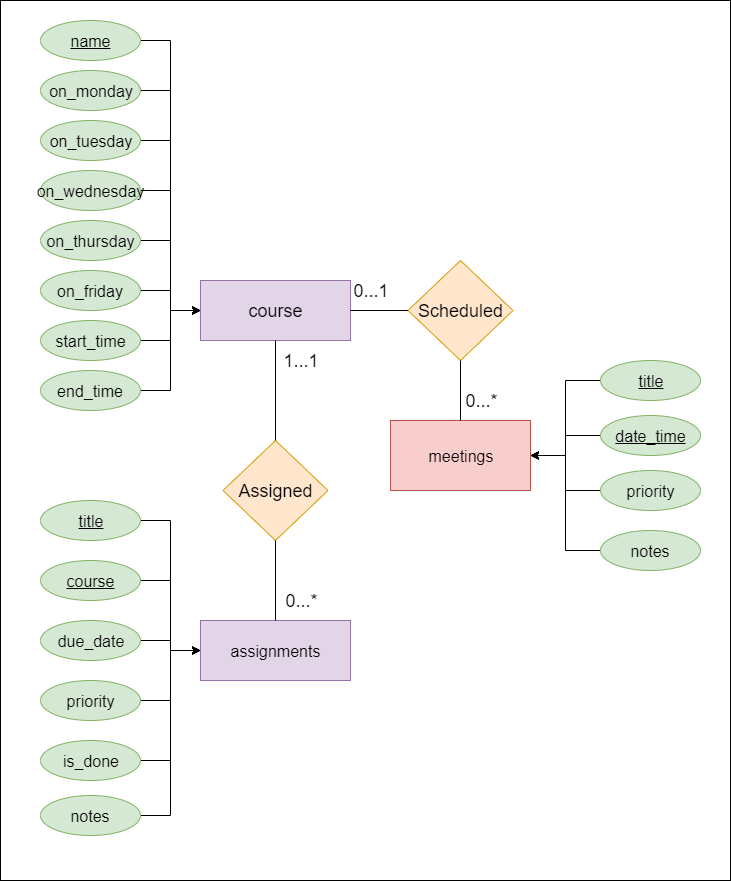 name
on_monday
on_tuesday
on_wednesday
on_thursday
on_friday
start_time
end_time
course
0...1
Scheduled
1...1
0...*
meetings
title
date_time
priority
notes
Assigned
0...*
assignments
title
course
due_date
priority
is_done
notes